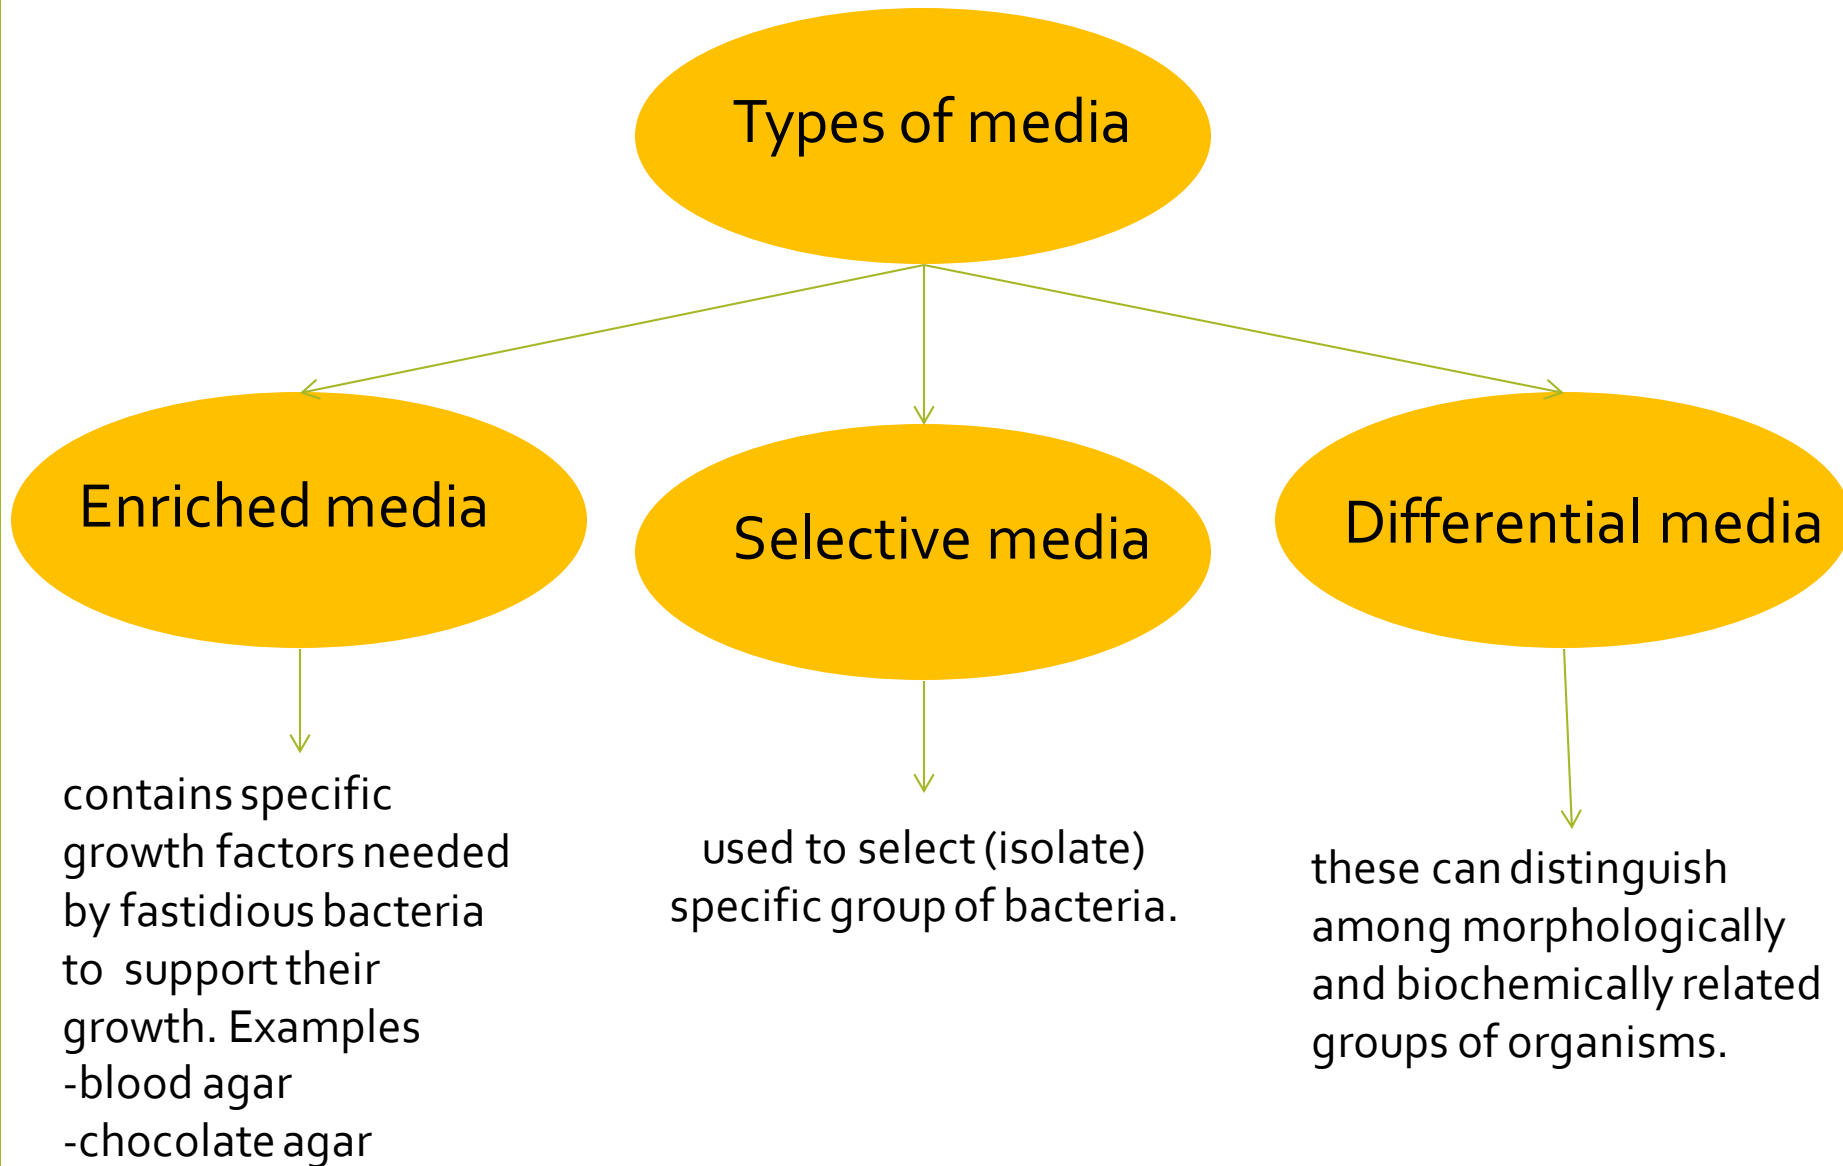 Types of media
Enriched media
Selective media
Differential media
contains specific
growth factors needed
by fastidious bacteria
to support their
growth. Examples
-blood agar
-chocolate agar
used to select (isolate)
specific group of bacteria.
these can distinguish
among morphologically
and biochemically related
groups of organisms.